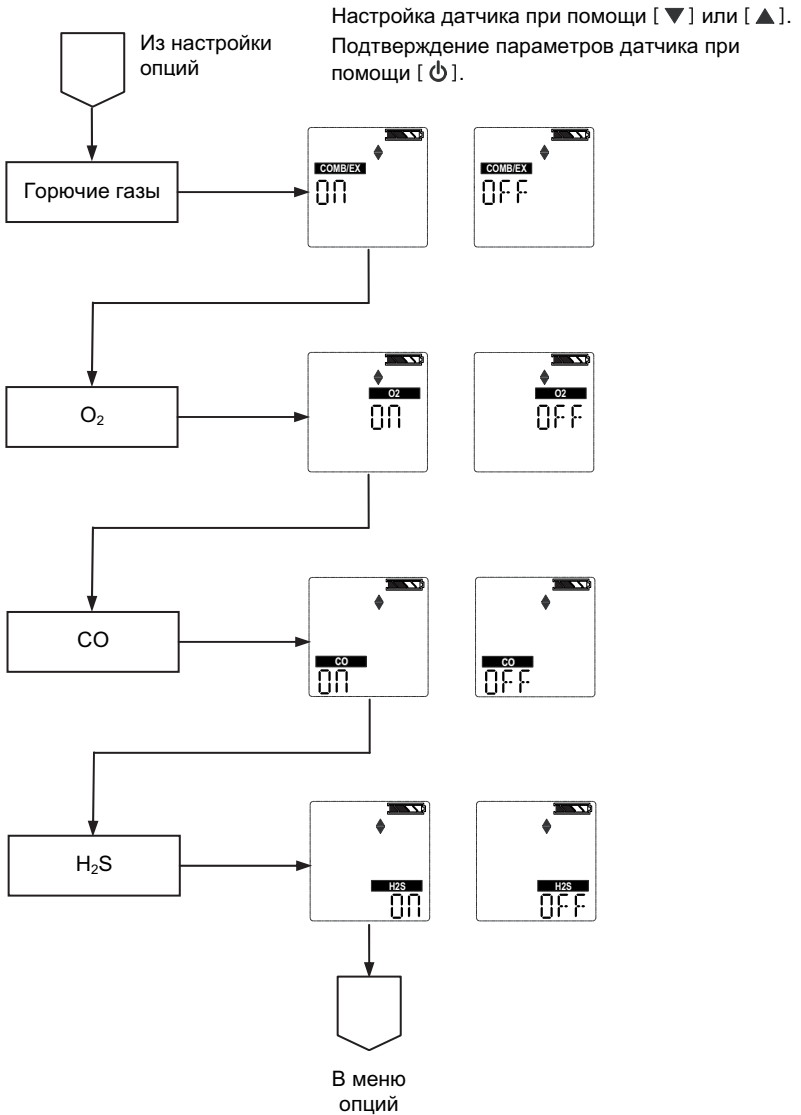 Настройка датчика при помощи [ ▼ ] или [ ▲ ].
Подтверждение параметров датчика при
помощи [ ⏻ ].
Из настройки
опций
Горючие газы
COMB/EX
ON
COMB/EX
OFF
O₂
O2
ON
O2
OFF
CO
CO
ON
CO
OFF
H₂S
H2S
ON
H2S
OFF
В меню
опций